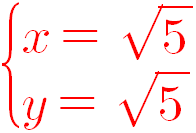 x = √5
y = √5